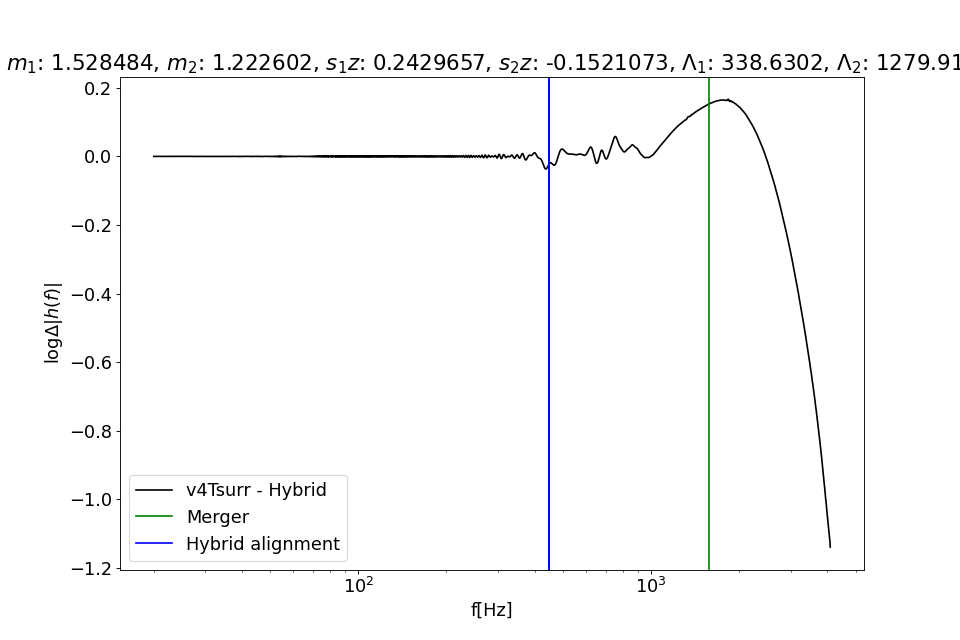 m₁: 1.528484, m₂: 1.222602, s₁z: 0.2429657, s₂z: -0.1521073, Λ₁: 338.6302, Λ₂: 1279.91
0.2
0.0
−0.2
−0.4
−0.6
−0.8
−1.0
−1.2
logΔ|h(f)|
v4Tsurr - Hybrid
Merger
Hybrid alignment
10²
10³
f[Hz]